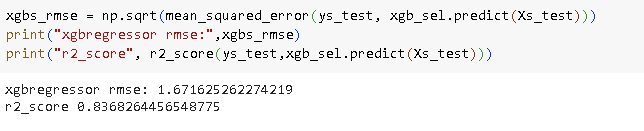 xgbs_rmse = np.sqrt(mean_squared_error(ys_test, xgb_sel.predict(Xs_test)))
print("xgbregressor rmse:",xgbs_rmse)
print("r2_score", r2_score(ys_test,xgb_sel.predict(Xs_test)))
xgbregressor rmse: 1.671625262274219
r2_score 0.8368264456548775